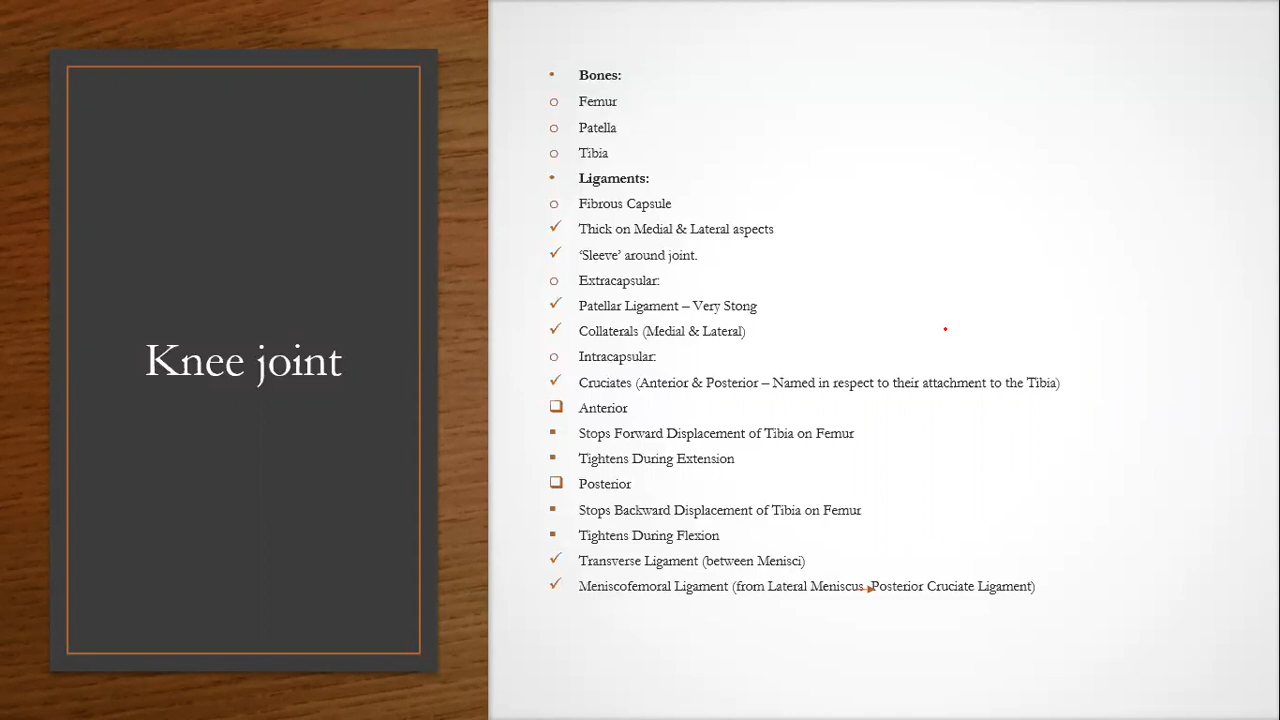 Knee joint
Bones:
Femur
Patella
Tibia
Ligaments:
Fibrous Capsule
Thick on Medial & Lateral aspects
‘Sleeve’ around joint.
Extracapsular:
Patellar Ligament – Very Stong
Collaterals (Medial & Lateral)
Intracapsular:
Cruciates (Anterior & Posterior – Named in respect to their attachment to the Tibia)
Anterior
Stops Forward Displacement of Tibia on Femur
Tightens During Extension
Posterior
Stops Backward Displacement of Tibia on Femur
Tightens During Flexion
Transverse Ligament (between Menisci)
Meniscofemoral Ligament (from Lateral Meniscus Posterior Cruciate Ligament)